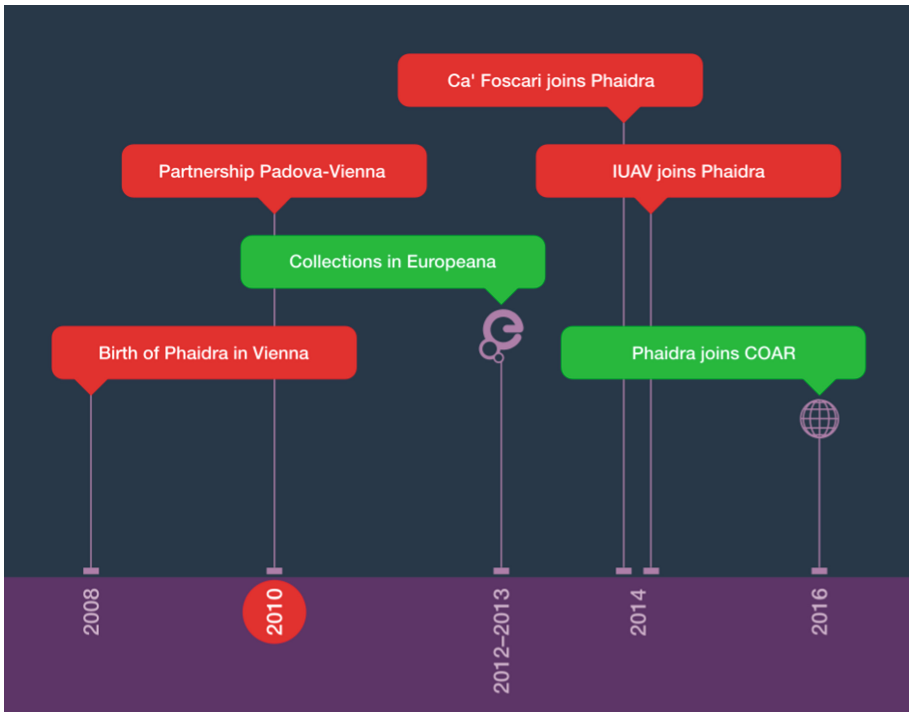 Ca' Foscari joins Phaidra
Partnership Padova-Vienna
IUAV joins Phaidra
Collections in Europeana
Birth of Phaidra in Vienna
Phaidra joins COAR
2008
2010
2012–2013
2014
2016